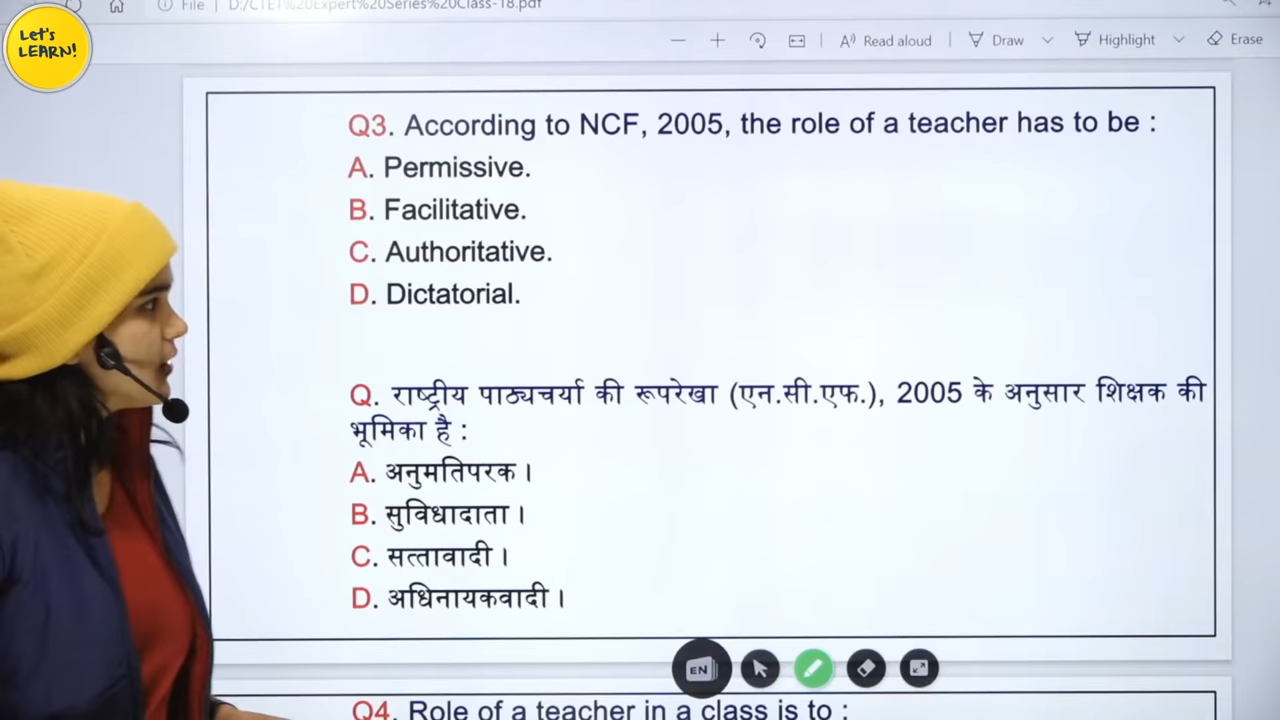 Let's
LEARN!
File | D:/CTET%20Expert%20Series%20Class-18.pdf
Read aloud
Draw
Highlight
Erase
Q3. According to NCF, 2005, the role of a teacher has to be :
A. Permissive.
B. Facilitative.
C. Authoritative.
D. Dictatorial.
Q. राष्ट्रीय पाठ्यचर्या की रूपरेखा (एन.सी.एफ.), 2005 के अनुसार शिक्षक की
भूमिका है :
A. अनुमतिपरक।
B. सुविधादाता।
C. सत्तावादी।
D. अधिनायकवादी।
EN
Q4. Role of a teacher in a class is to :